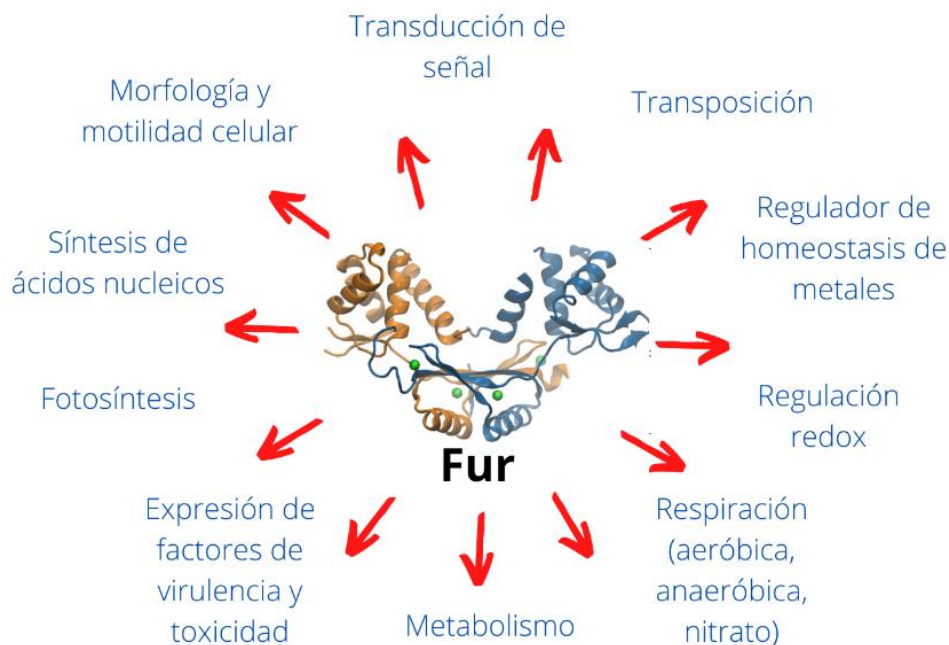 Transducción de
señal
Morfología y
motilidad celular
Transposición
Regulador de
homeostasis de
metales
Síntesis de
ácidos nucleicos
Fotosíntesis
Regulación
redox
Fur
Expresión de
factores de
virulencia y
toxicidad
Metabolismo
Respiración
(aeróbica,
anaeróbica,
nitrato)